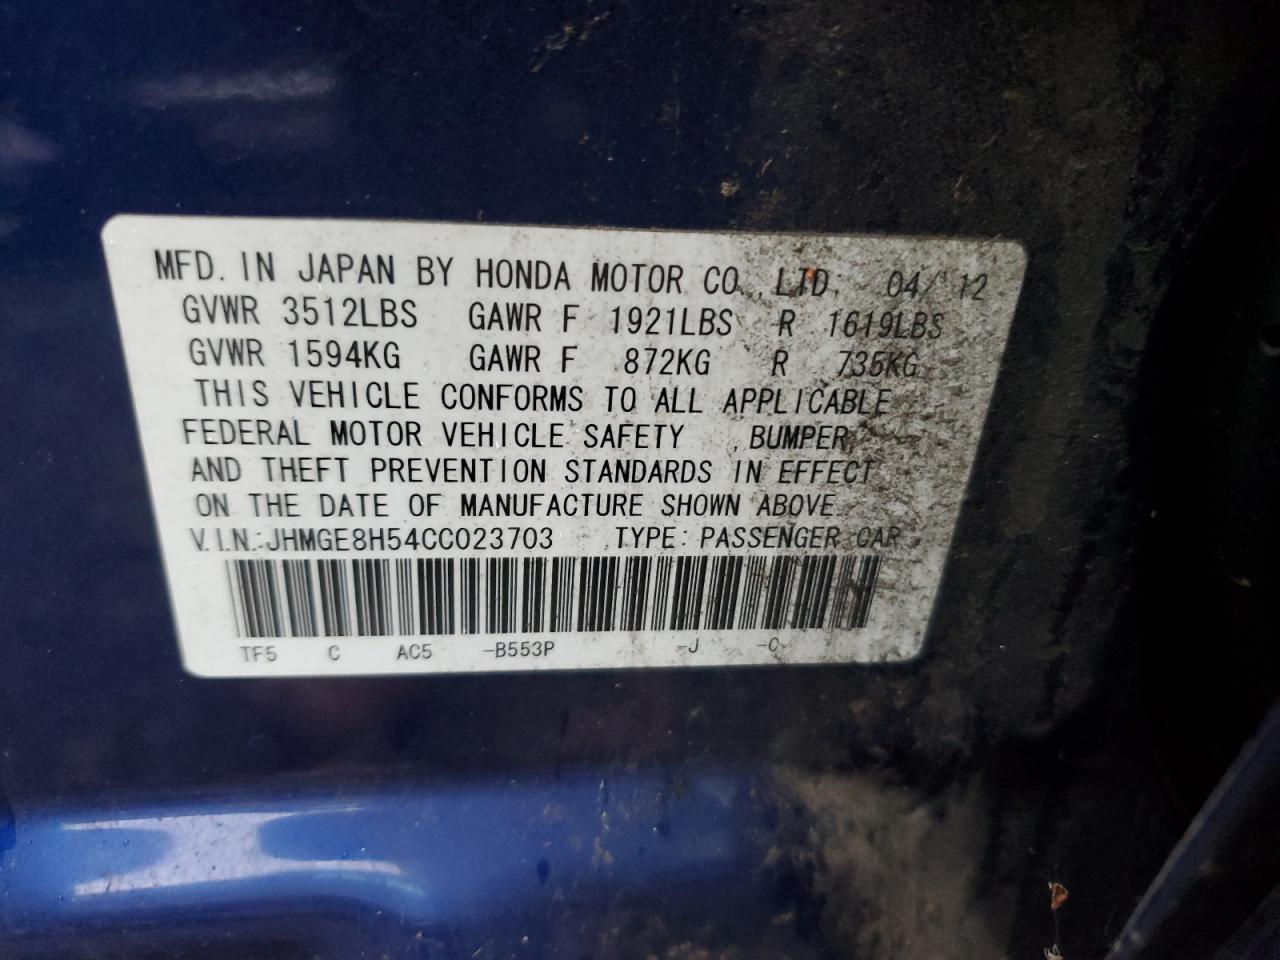 MFD. IN JAPAN BY HONDA MOTOR CO., LTD. 04/'12
GVWR 3512LBS GAWR F 1921LBS R 1619LBS
GVWR 1594KG GAWR F 872KG R 735KG
THIS VEHICLE CONFORMS TO ALL APPLICABLE
FEDERAL MOTOR VEHICLE SAFETY , BUMPER,
AND THEFT PREVENTION STANDARDS IN EFFECT
ON THE DATE OF MANUFACTURE SHOWN ABOVE.
V.I.N.:JHMGE8H54CC023703 ,TYPE: PASSENGER CAR
TF5 C AC5 -B553P -J -C